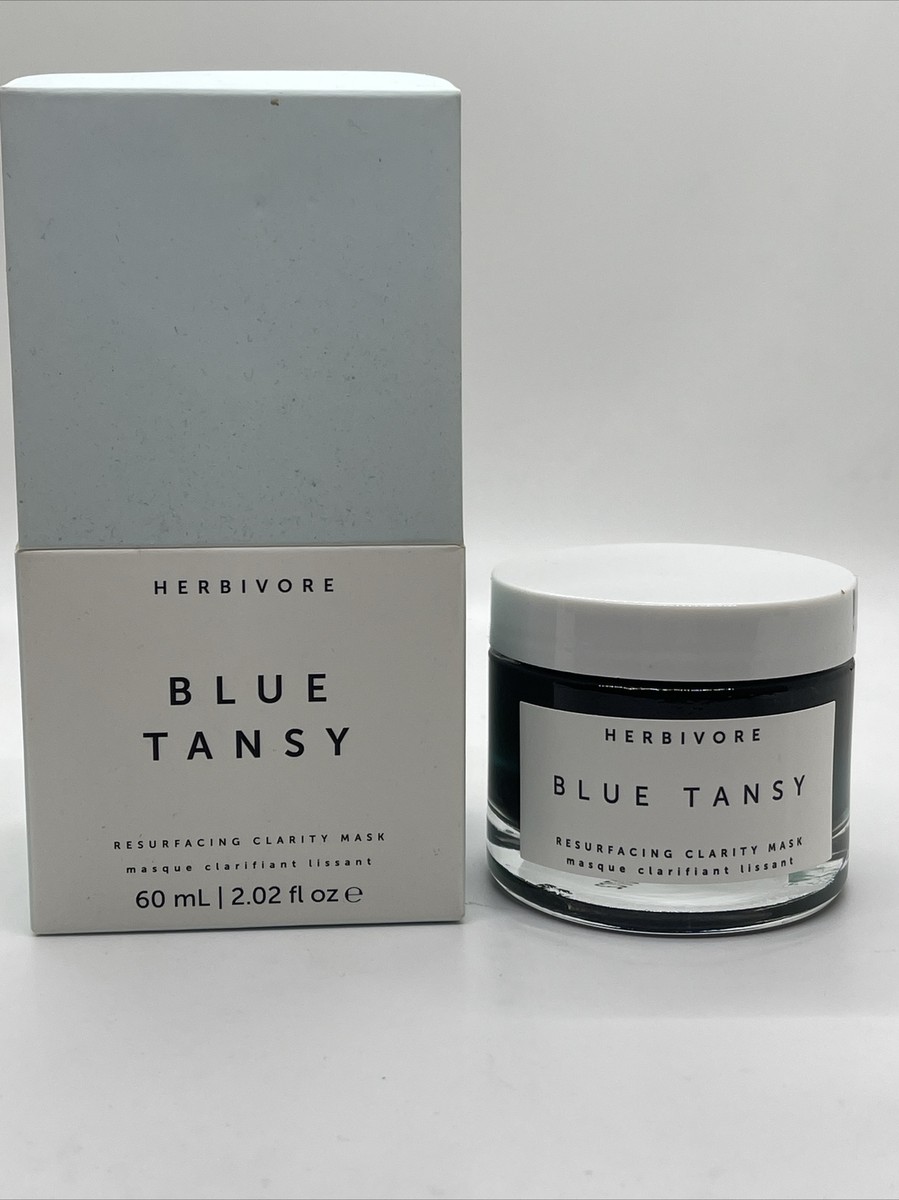 HERBIVORE
BLUE
TANSY
RESURFACING CLARITY MASK
masque clarifiant lissant
60 mL | 2.02 fl oz ℮
HERBIVORE
BLUE TANSY
RESURFACING CLARITY MASK
masque clarifiant lissant